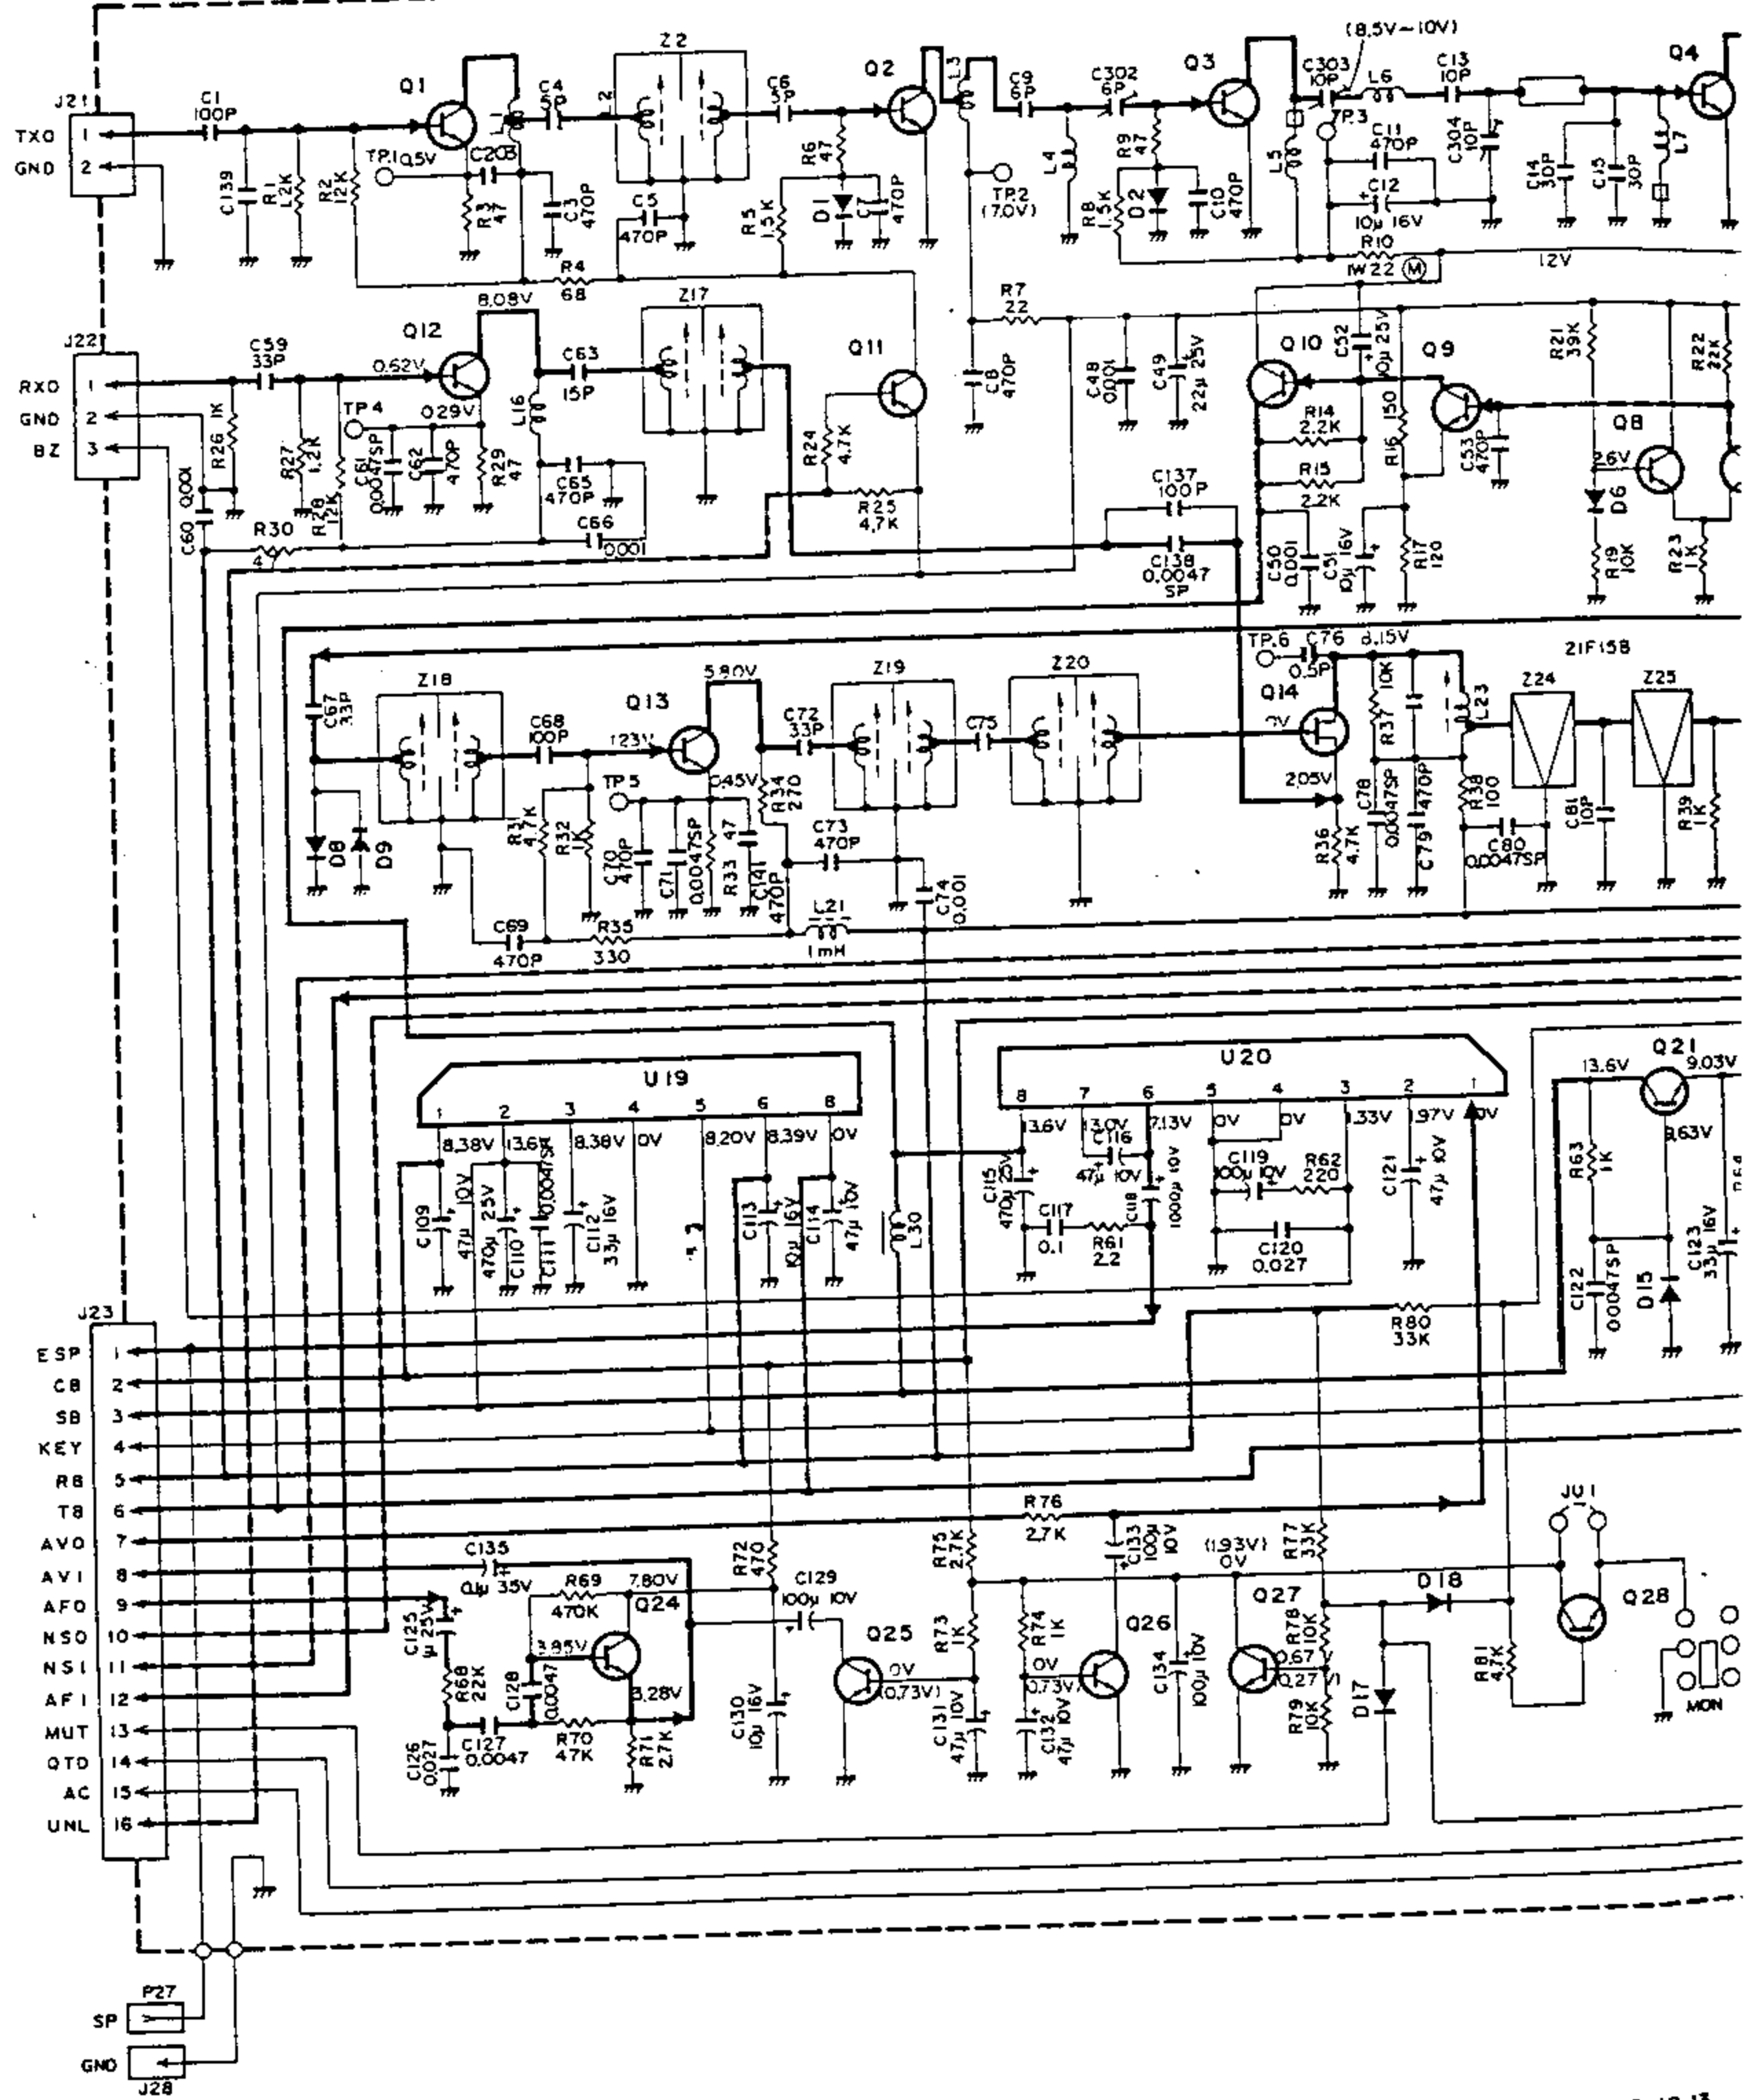 (8.5V-10V)
Z2
Q1
C4
5P
C6
5P
Q2
L3
C9
6P
C302
6P
Q3
C303
10P
L6
C13
10P
Q4
J21
C1
100P
TXO 1
GND 2
C139
R1
1.2K
R2
12K
TP.1 0.5V
C203
R3
47
C3
470P
C5
470P
R4
68
R5
1.5K
R6
47
D1
C7
470P
TP.2
(7.0V)
L4
R9
47
R8
1.5K
D2
C10
470P
L5
TP.3
C11
470P
C12
10µ 16V
C304
10P
C14
30P
C15
30P
L7
R10
1W 22 M
12V
8.08V
Z17
R7
22
J22
RXO 1
GND 2
BZ 3
C59
33P
0.62V
Q12
C63
15P
Q11
C8
470P
C48
0.001
C49
22µ 25V
Q10
C52
10µ 25V
Q9
R21
39K
R22
22K
R26 1K
R27
1.2K
R28
12K
TP.4
0.29V
C61
0.0047SP
C62
470P
R29
47
L16
C65
470P
C66
0.001
R24
4.7K
R25
4.7K
C137
100P
C138
0.0047
SP
R14
2.2K
R15
2.2K
R16 150
C53
470P
Q8
D6
C60 0.001
R30
C50
0.001
C51
10µ 16V
R17
120
R19
10K
R23
1K
TP.6
C76
0.5P
8.15V
21F15B
C67
33P
Z18
C68
100P
Q13
5.80V
C72
33P
Z19
C75
Z20
Q14
0V
R37 10K
L23
Z24
Z25
D8
D9
1.23V
TP.5
0.45V
R34
270
R31
4.7K
R32
1K
C70
470P
C71
0.0047SP
R33 47
C141
470P
C73
470P
C74
0.001
2.05V
R36
4.7K
C78
0.0047SP
C79 470P
R38
100
C80
0.0047SP
C81
10P
R39
1K
C69
470P
R35
330
L21
1mH
U19
1 2 3 4 5 6 8
8.38V 13.6V 8.38V 0V 8.20V 8.39V 0V
C109
47µ 10V
470µ 25V
C110
C111 0.0047SP
C112
33µ 16V
C113
10µ 16V
C114
47µ 10V
L30
U20
8 7 6 5 4 3 2 1
13.6V 13.0V 7.13V 0V 0V 1.33V 1.97V 0V
C115
470µ 25V
C116
47µ 10V
C117
0.1
R61
2.2
C118
1000µ 10V
C119
100µ 10V
R62
220
C120
0.027
C121
47µ 10V
13.6V
Q21
9.03V
9.63V
R63
1K
R64
C122
0.0047SP
D15
C123
33µ 16V
J23
R80
33K
ESP 1
CB 2
SB 3
KEY 4
RB 5
TB 6
AVO 7
AVI 8
AFO 9
NSO 10
NSI 11
AFI 12
MUT 13
QTD 14
AC 15
UNL 16
R76
2.7K
JC1
C135
0.1µ 35V
R69
470K
7.80V
Q24
R72
470
C129
100µ 10V
R75
2.7K
C133
100µ
10V
(1.93V)
0V
R77
33K
D18
Q28
C125
R68
22K
C128
0.0047
3.85V
3.28V
Q25
0V
(0.73V)
R73
1K
R74
1K
0V
(0.73V)
Q26
C134
100µ 10V
Q27
R78
10K
0.67V
(0.27V)
R79
10K
D17
R81
4.7K
MON
C126
0.027
C127
0.0047
R70
47K
R71
2.7K
C130
10µ 16V
C131
47µ 10V
C132
47µ 10V
P27
SP
GND
J28